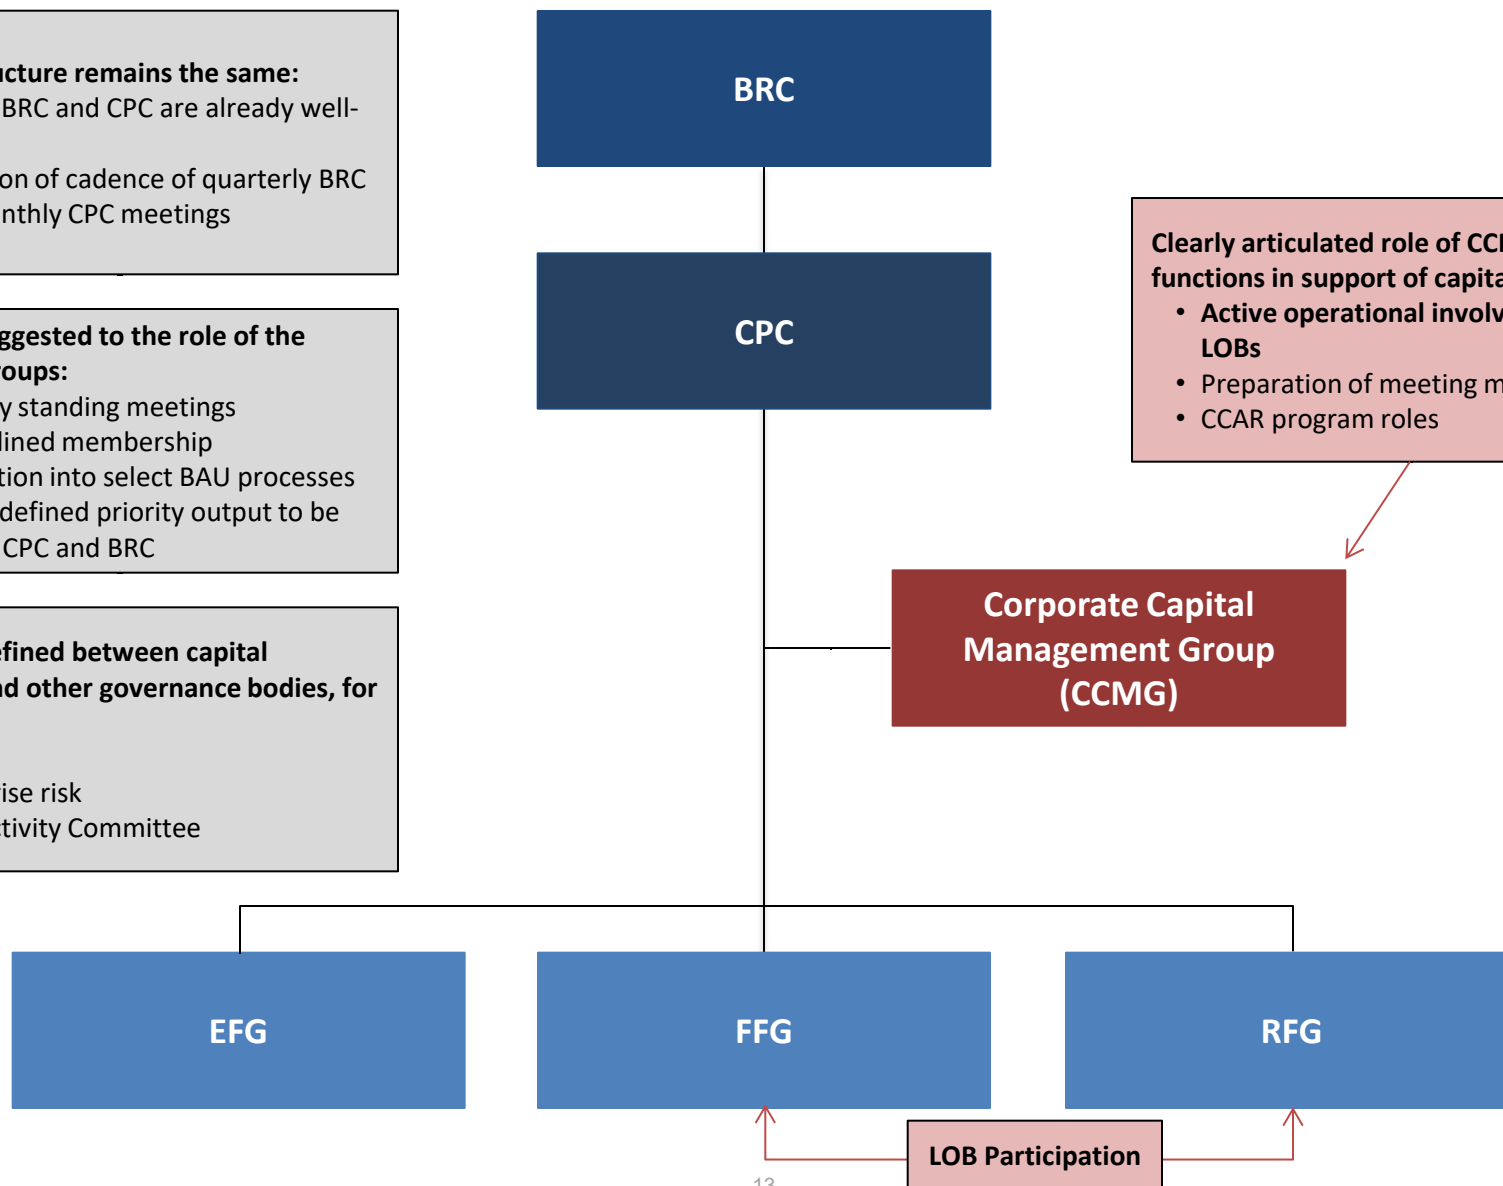 ucture remains the same:
BRC and CPC are already well-
on of cadence of quarterly BRC
nthly CPC meetings
ggested to the role of the
roups:
y standing meetings
lined membership
tion into select BAU processes
defined priority output to be
CPC and BRC
efined between capital
nd other governance bodies, for
ise risk
ctivity Committee
BRC
CPC
Clearly articulated role of CC
functions in support of capita
• Active operational involv
LOBs
• Preparation of meeting m
• CCAR program roles
Corporate Capital
Management Group
(CCMG)
EFG
FFG
RFG
LOB Participation
13